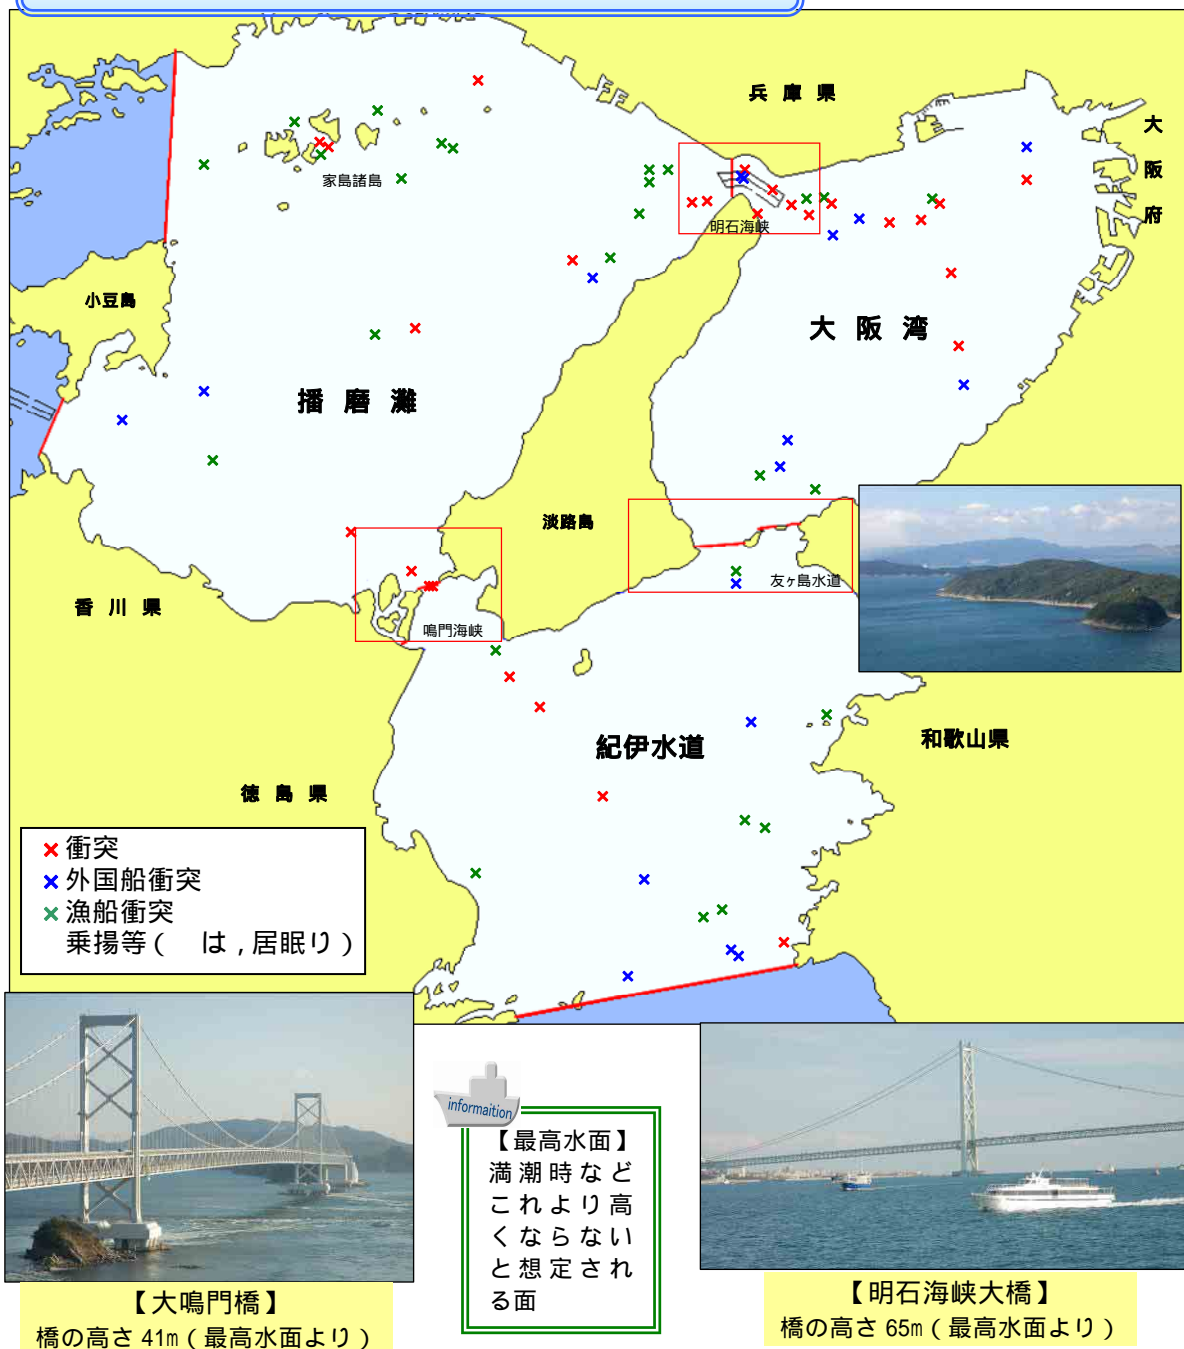 兵庫県
大阪府
家島諸島
明石海峡
小豆島
大阪湾
播磨灘
淡路島
友ヶ島水道
香川県
鳴門海峡
紀伊水道
和歌山県
徳島県
衝突
外国船衝突
漁船衝突
乗揚等(　は,居眠り)
informaition
【最高水面】
満潮時など
これより高
くならない
と想定され
る面
【大鳴門橋】
橋の高さ41m(最高水面より)
【明石海峡大橋】
橋の高さ65m(最高水面より)